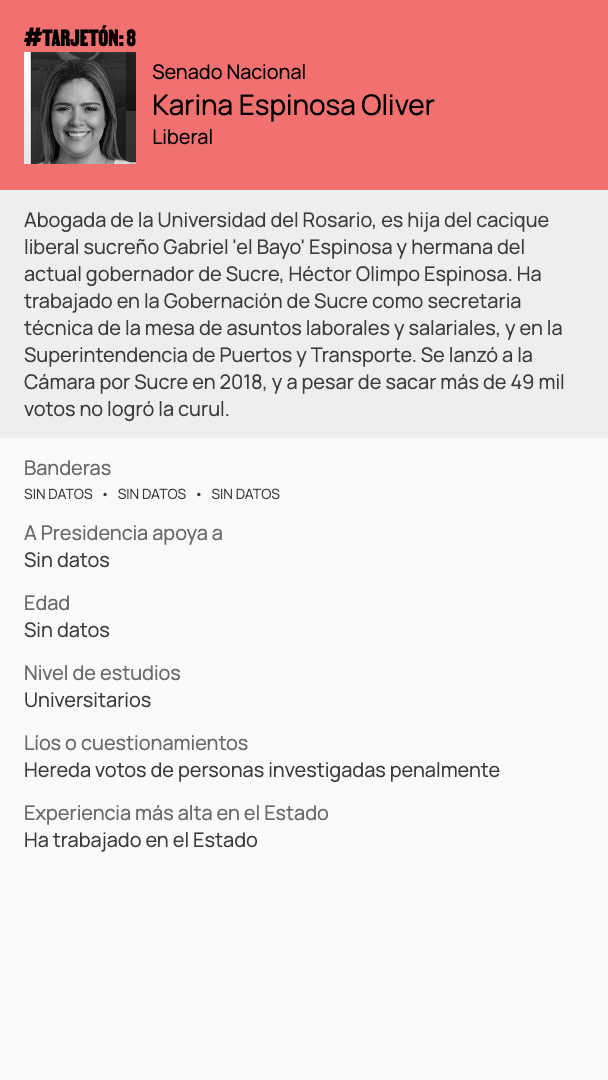 #TARJETÓN: 8
Senado Nacional
Karina Espinosa Oliver
Liberal
Abogada de la Universidad del Rosario, es hija del cacique
liberal sucreño Gabriel 'el Bayo' Espinosa y hermana del
actual gobernador de Sucre, Héctor Olimpo Espinosa. Ha
trabajado en la Gobernación de Sucre como secretaria
técnica de la mesa de asuntos laborales y salariales, y en la
Superintendencia de Puertos y Transporte. Se lanzó a la
Cámara por Sucre en 2018, y a pesar de sacar más de 49 mil
votos no logró la curul.
Banderas
SIN DATOS • SIN DATOS • SIN DATOS
A Presidencia apoya a
Sin datos
Edad
Sin datos
Nivel de estudios
Universitarios
Líos o cuestionamientos
Hereda votos de personas investigadas penalmente
Experiencia más alta en el Estado
Ha trabajado en el Estado